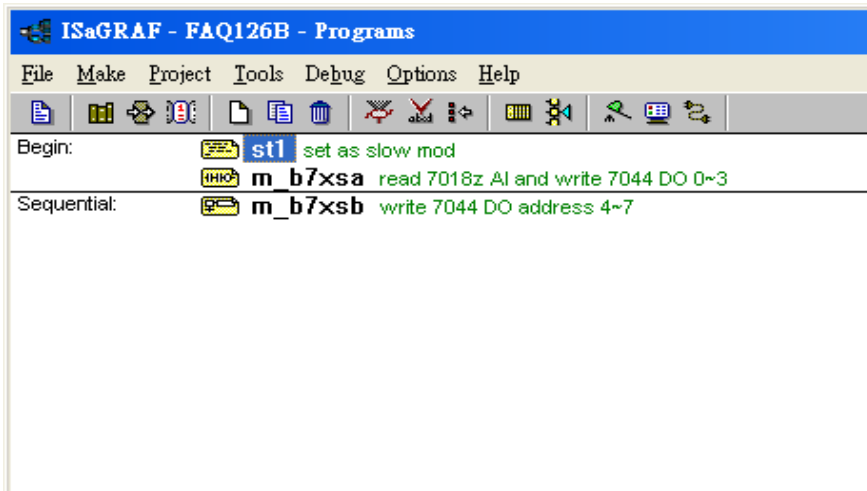 ISaGRAF - FAQ126B - Programs
File Make Project Tools Debug Options Help
Begin: st1 set as slow mod
m_b7xsa read 7018z AI and write 7044 DO 0~3
Sequential: m_b7xsb write 7044 DO address 4~7